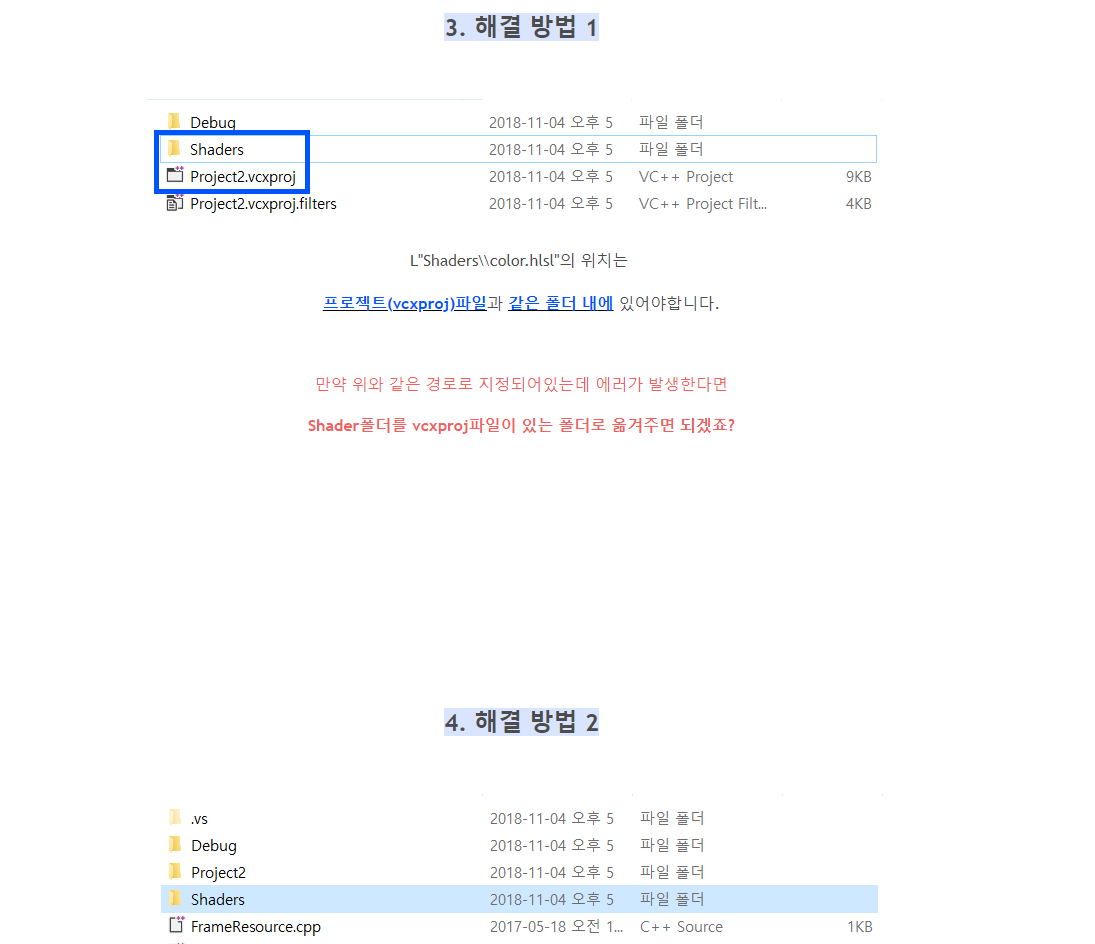 3. 해결 방법 1
Debug 2018-11-04 오후 5 파일 폴더
Shaders 2018-11-04 오후 5 파일 폴더
Project2.vcxproj 2018-11-04 오후 5 VC++ Project 9KB
Project2.vcxproj.filters 2018-11-04 오후 5 VC++ Project Filt... 4KB
L"Shaders\\color.hlsl"의 위치는
프로젝트(vcxproj)파일과 같은 폴더 내에 있어야합니다.
만약 위와 같은 경로로 지정되어있는데 에러가 발생한다면
Shader폴더를 vcxproj파일이 있는 폴더로 옮겨주면 되겠죠?
4. 해결 방법 2
.vs 2018-11-04 오후 5 파일 폴더
Debug 2018-11-04 오후 5 파일 폴더
Project2 2018-11-04 오후 5 파일 폴더
Shaders 2018-11-04 오후 5 파일 폴더
FrameResource.cpp 2017-05-18 오전 1... C++ Source 1KB